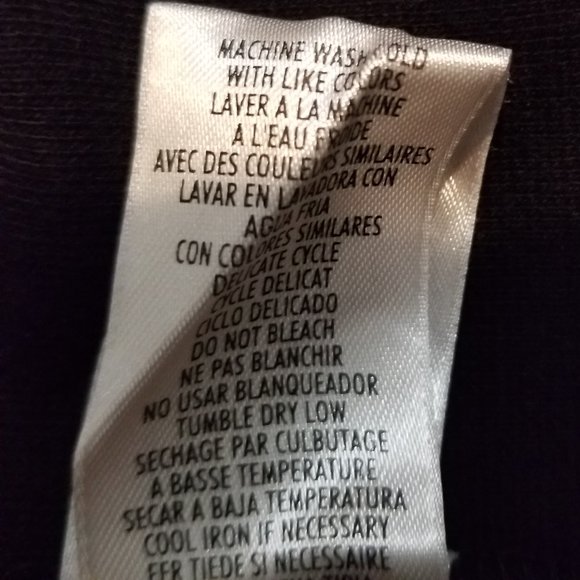 MACHINE WASH COLD
WITH LIKE COLORS
LAVER A LA MACHINE
A L'EAU FROIDE
AVEC DES COULEURS SIMILAIRES
LAVAR EN LAVADORA CON
AGUA FRIA
CON COLORES SIMILARES
DELICATE CYCLE
CYCLE DELICAT
CICLO DELICADO
DO NOT BLEACH
NE PAS BLANCHIR
NO USAR BLANQUEADOR
TUMBLE DRY LOW
SECHAGE PAR CULBUTAGE
A BASSE TEMPERATURE
SECAR A BAJA TEMPERATURA
COOL IRON IF NECESSARY
FER TIEDE SI NECESSAIRE